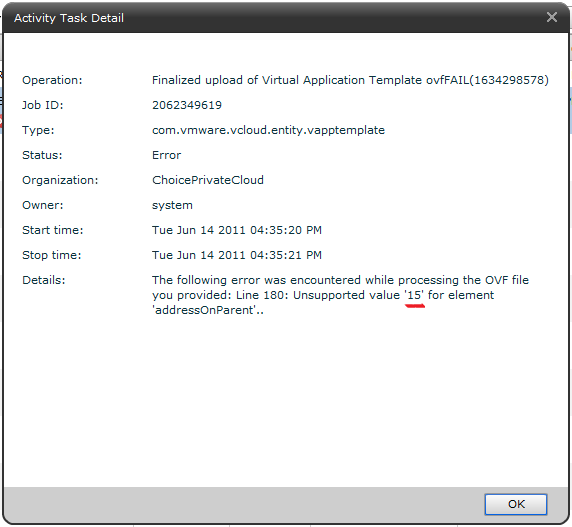 Activity Task Detail
Operation: Finalized upload of Virtual Application Template ovfFAIL(1634298578)
Job ID: 2062349619
Type: com.vmware.vcloud.entity.vapptemplate
Status: Error
Organization: ChoicePrivateCloud
Owner: system
Start time: Tue Jun 14 2011 04:35:20 PM
Stop time: Tue Jun 14 2011 04:35:21 PM
Details: The following error was encountered while processing the OVF file
you provided: Line 180: Unsupported value '15' for element
'addressOnParent'..
OK